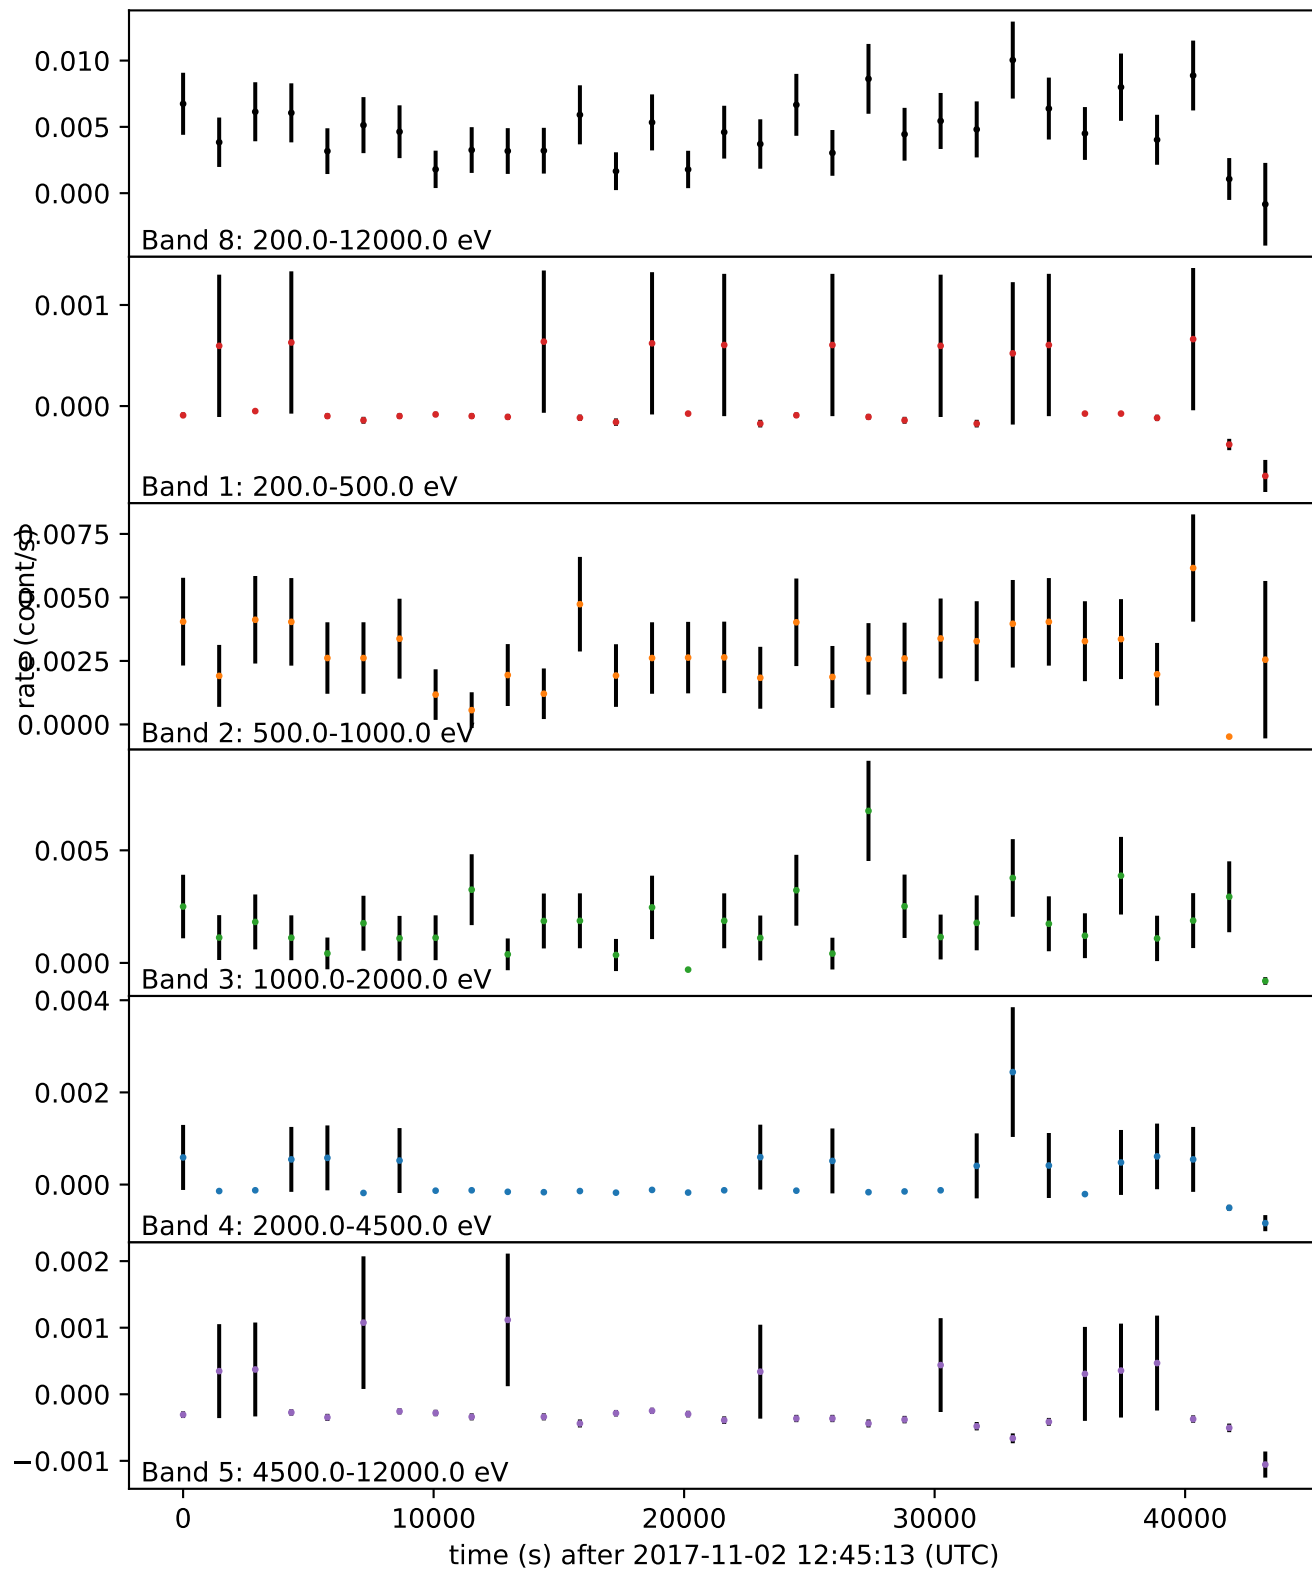 0.010
0.005
0.000
Band 8: 200.0-12000.0 eV
0.001
0.000
Band 1: 200.0-500.0 eV
rate (count/s)
0.0075
0.0050
0.0025
0.0000
Band 2: 500.0-1000.0 eV
0.005
0.000
Band 3: 1000.0-2000.0 eV
0.004
0.002
0.000
Band 4: 2000.0-4500.0 eV
0.002
0.001
0.000
−0.001
Band 5: 4500.0-12000.0 eV
0 10000 20000 30000 40000
time (s) after 2017-11-02 12:45:13 (UTC)